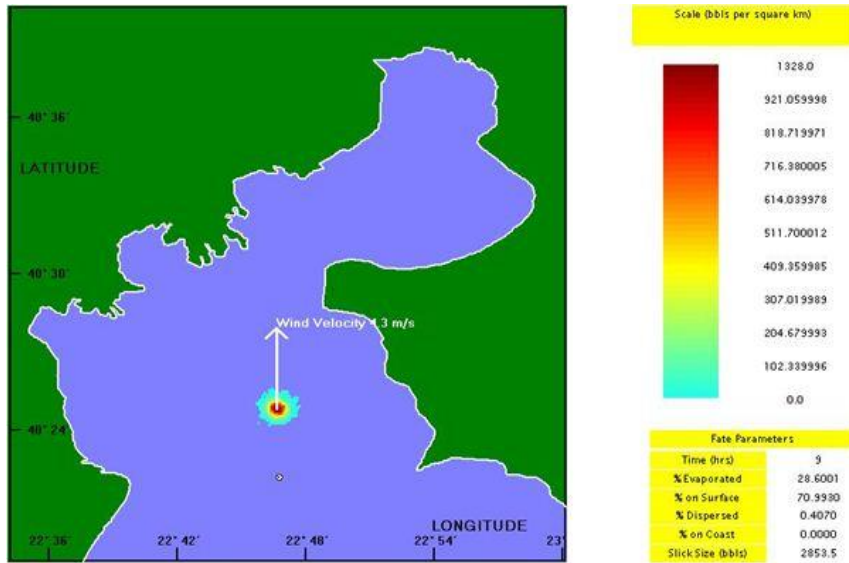 Scale (bbls per square km)
1328.0
921.059998
818.719971
716.380005
614.039978
511.700012
409.359985
307.019989
204.679993
102.339996
0.0
40° 36'
LATITUDE
40° 30'
Wind Velocity 4.3 m/s
40° 24'
LONGITUDE
22° 36' 22° 42' 22° 48' 22° 54' 23°
Fate Parameters
Time (hrs) 9
% Evaporated 28.6001
% on Surface 70.9930
% Dispersed 0.4070
% on Coast 0.0000
Slick Size (bbls) 2853.5